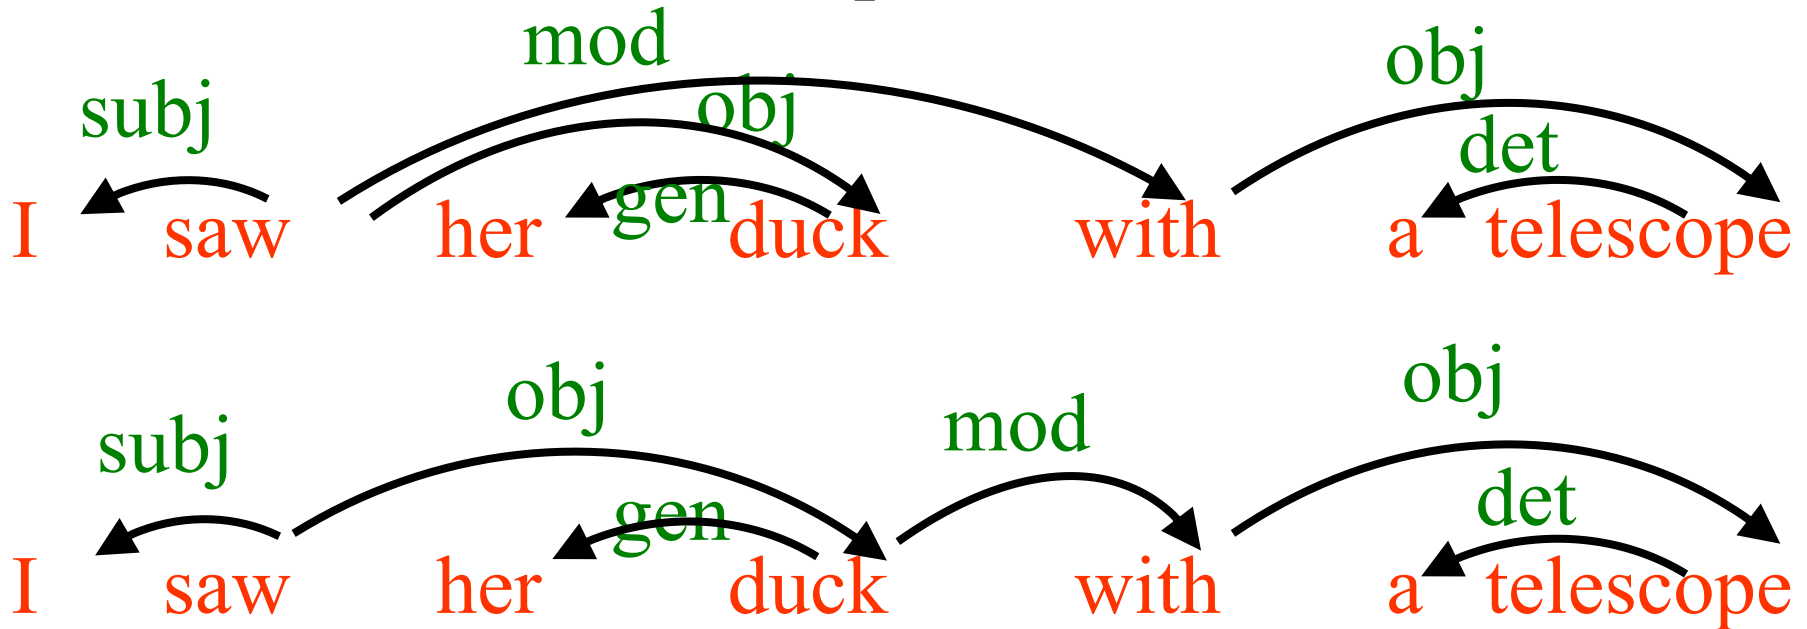 mod obj
subj obj det
gen
I saw her duck with a telescope
obj obj
subj mod det
gen
I saw her duck with a telescope